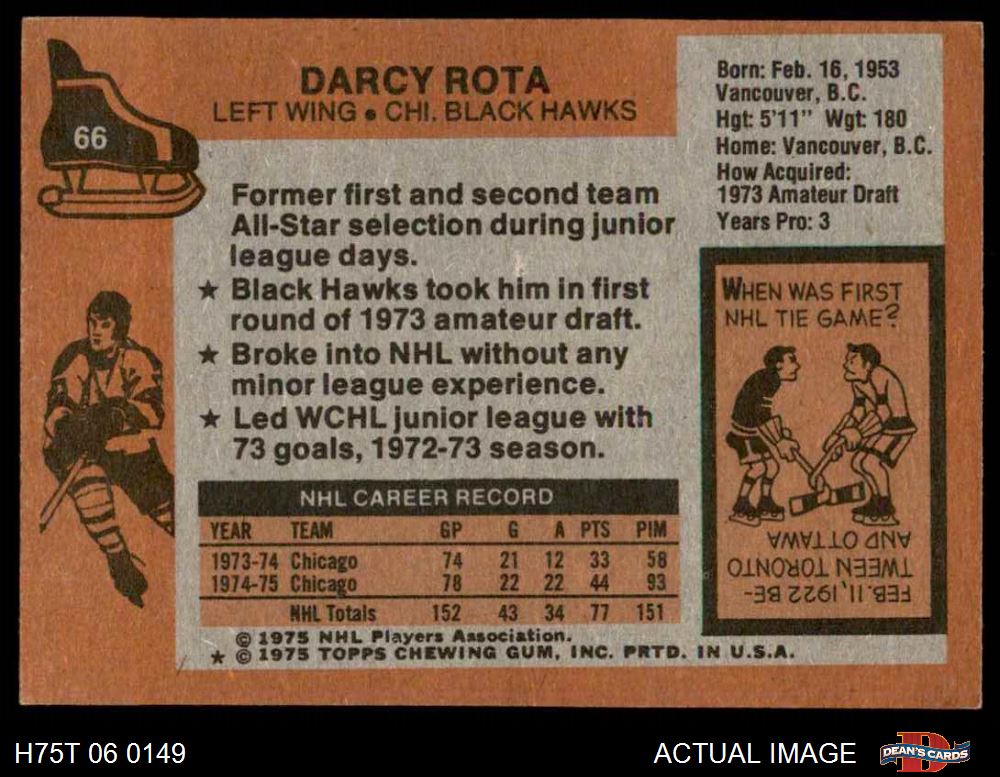 66
DARCY ROTA
LEFT WING • CHI. BLACK HAWKS
Former first and second team
All-Star selection during junior
league days.
★ Black Hawks took him in first
round of 1973 amateur draft.
★ Broke into NHL without any
minor league experience.
★ Led WCHL junior league with
73 goals, 1972-73 season.
NHL CAREER RECORD
YEAR TEAM GP G A PTS PIM
1973-74 Chicago 74 21 12 33 58
1974-75 Chicago 78 22 22 44 93
NHL Totals 152 43 34 77 151
© 1975 NHL Players Association.
★ © 1975 TOPPS CHEWING GUM, INC. PRTD. IN U.S.A.
Born: Feb. 16, 1953
Vancouver, B.C.
Hgt: 5'11" Wgt: 180
Home: Vancouver, B.C.
How Acquired:
1973 Amateur Draft
Years Pro: 3
WHEN WAS FIRST
NHL TIE GAME?
FEB. 11, 1922 BE-
TWEEN TORONTO
AND OTTAWA
H75T 06 0149
ACTUAL IMAGE
DEAN'S CARDS